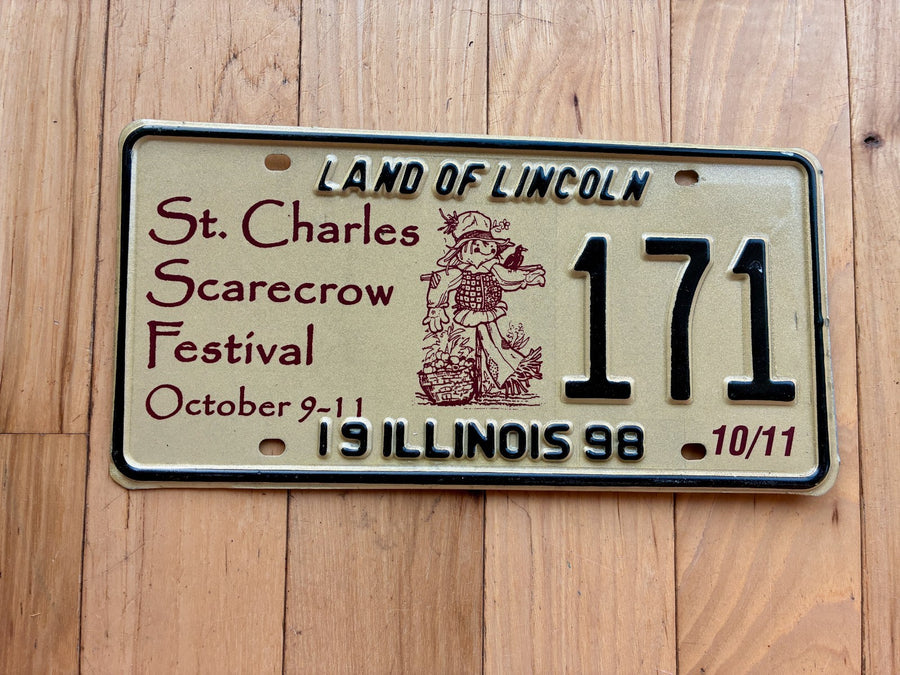 LAND OF LINCOLN
St. Charles
Scarecrow
Festival
October 9-11
171
19 ILLINOIS 98
10/11